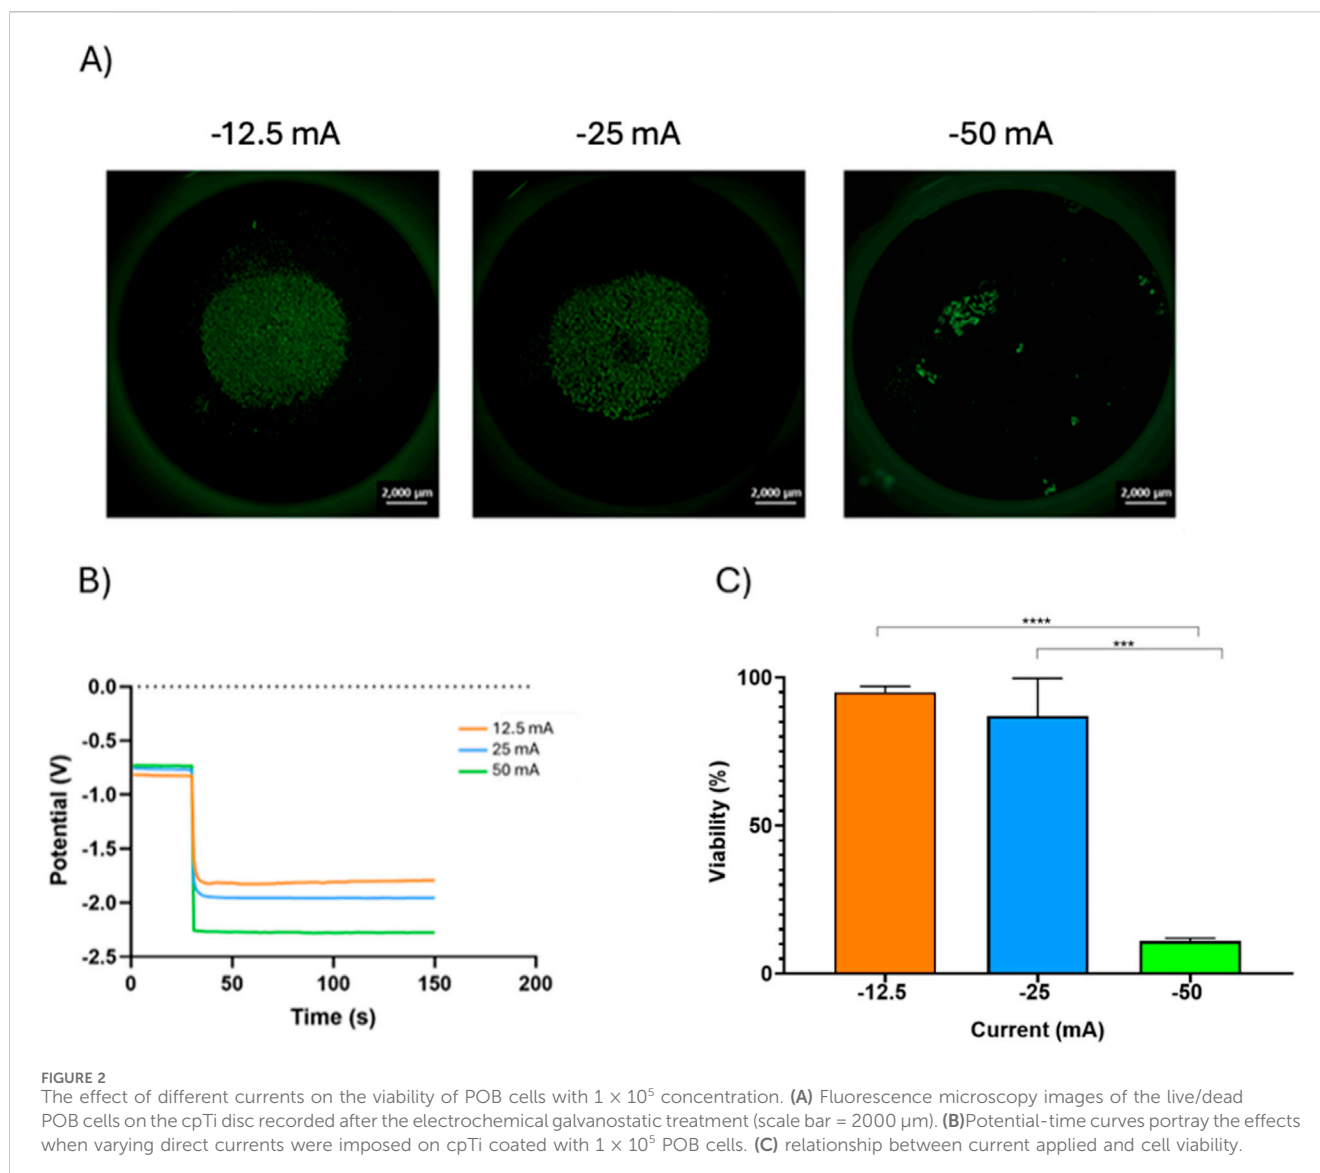 A)
-12.5 mA
-25 mA
-50 mA
2,000 µm
2,000 µm
2,000 µm
B)
C)
0.0
-0.5
-1.0
-1.5
-2.0
-2.5
Potential (V)
0
50
100
150
200
Time (s)
12.5 mA
25 mA
50 mA
****
***
100
50
0
Viability (%)
-12.5
-25
-50
Current (mA)
FIGURE 2
The effect of different currents on the viability of POB cells with 1 × 10⁵ concentration. (A) Fluorescence microscopy images of the live/dead
POB cells on the cpTi disc recorded after the electrochemical galvanostatic treatment (scale bar = 2000 µm). (B)Potential-time curves portray the effects
when varying direct currents were imposed on cpTi coated with 1 × 10⁵ POB cells. (C) relationship between current applied and cell viability.